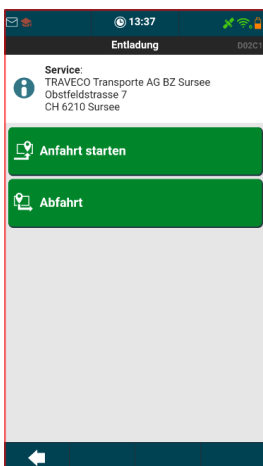 13:37
Entladung D02C1
Service:
TRAVECO Transporte AG BZ Sursee
Obstfeldstrasse 7
CH 6210 Sursee
Anfahrt starten
Abfahrt